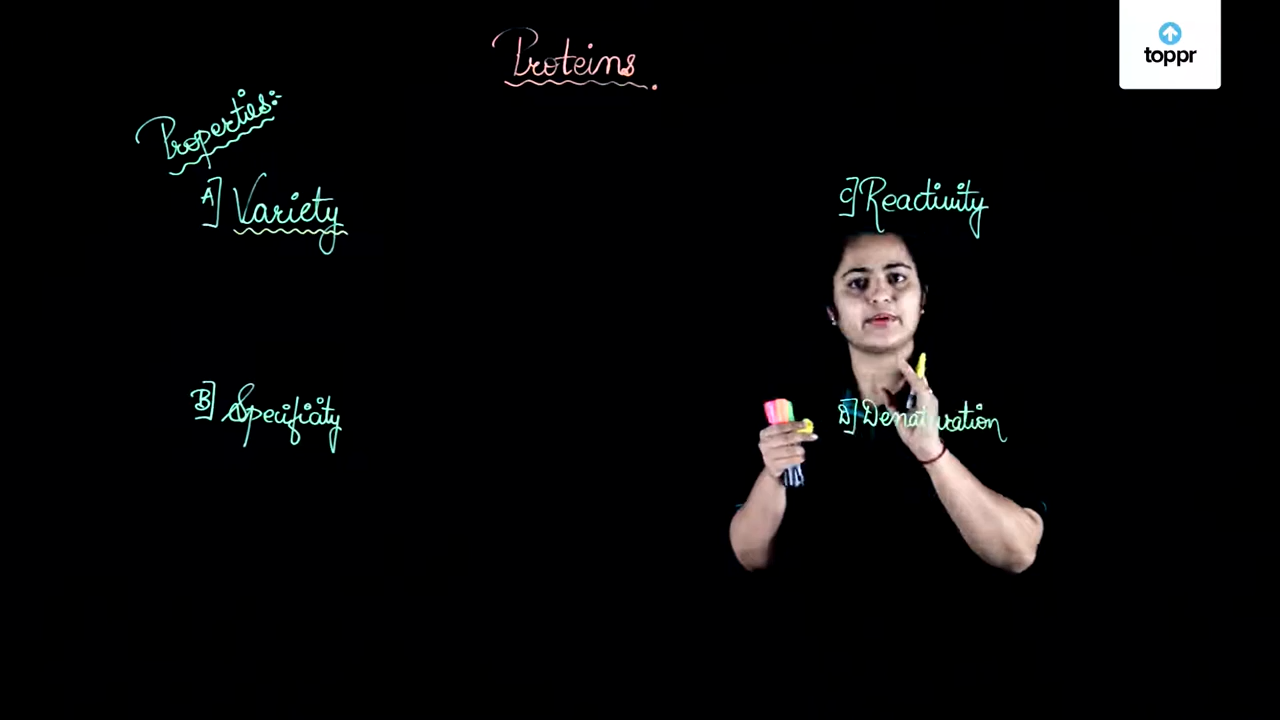 Proteins.
toppr
Properties:-
A] Variety
B] Specificity
C] Reactivity
D] Denaturation